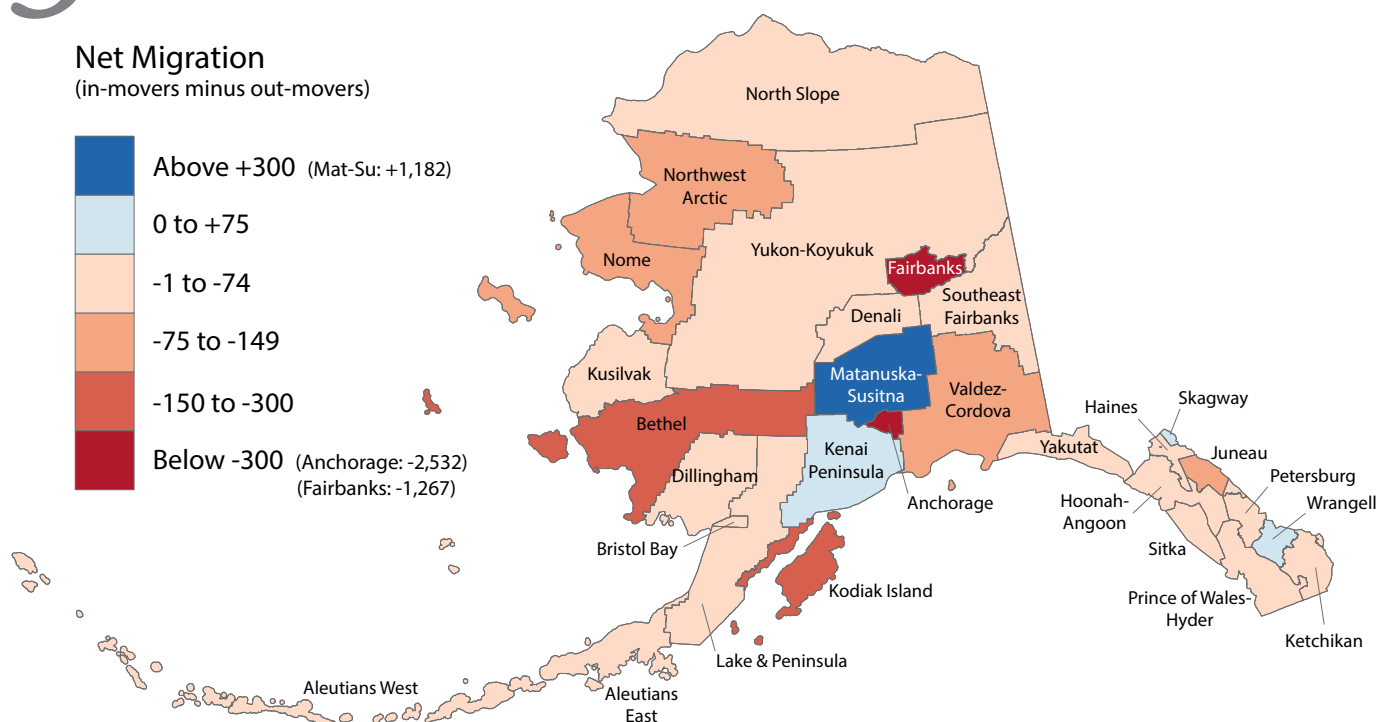 Net Migration
(in-movers minus out-movers)
Above +300 (Mat-Su: +1,182)
0 to +75
-1 to -74
-75 to -149
-150 to -300
Below -300 (Anchorage: -2,532)
(Fairbanks: -1,267)
North Slope
Northwest
Arctic
Nome
Yukon-Koyukuk
Fairbanks
Southeast
Fairbanks
Denali
Kusilvak
Matanuska-
Susitna
Valdez-
Cordova
Bethel
Dillingham
Kenai
Peninsula
Anchorage
Bristol Bay
Kodiak Island
Lake & Peninsula
Aleutians West
Aleutians
East
Yakutat
Haines
Skagway
Juneau
Petersburg
Wrangell
Hoonah-
Angoon
Sitka
Prince of Wales-
Hyder
Ketchikan